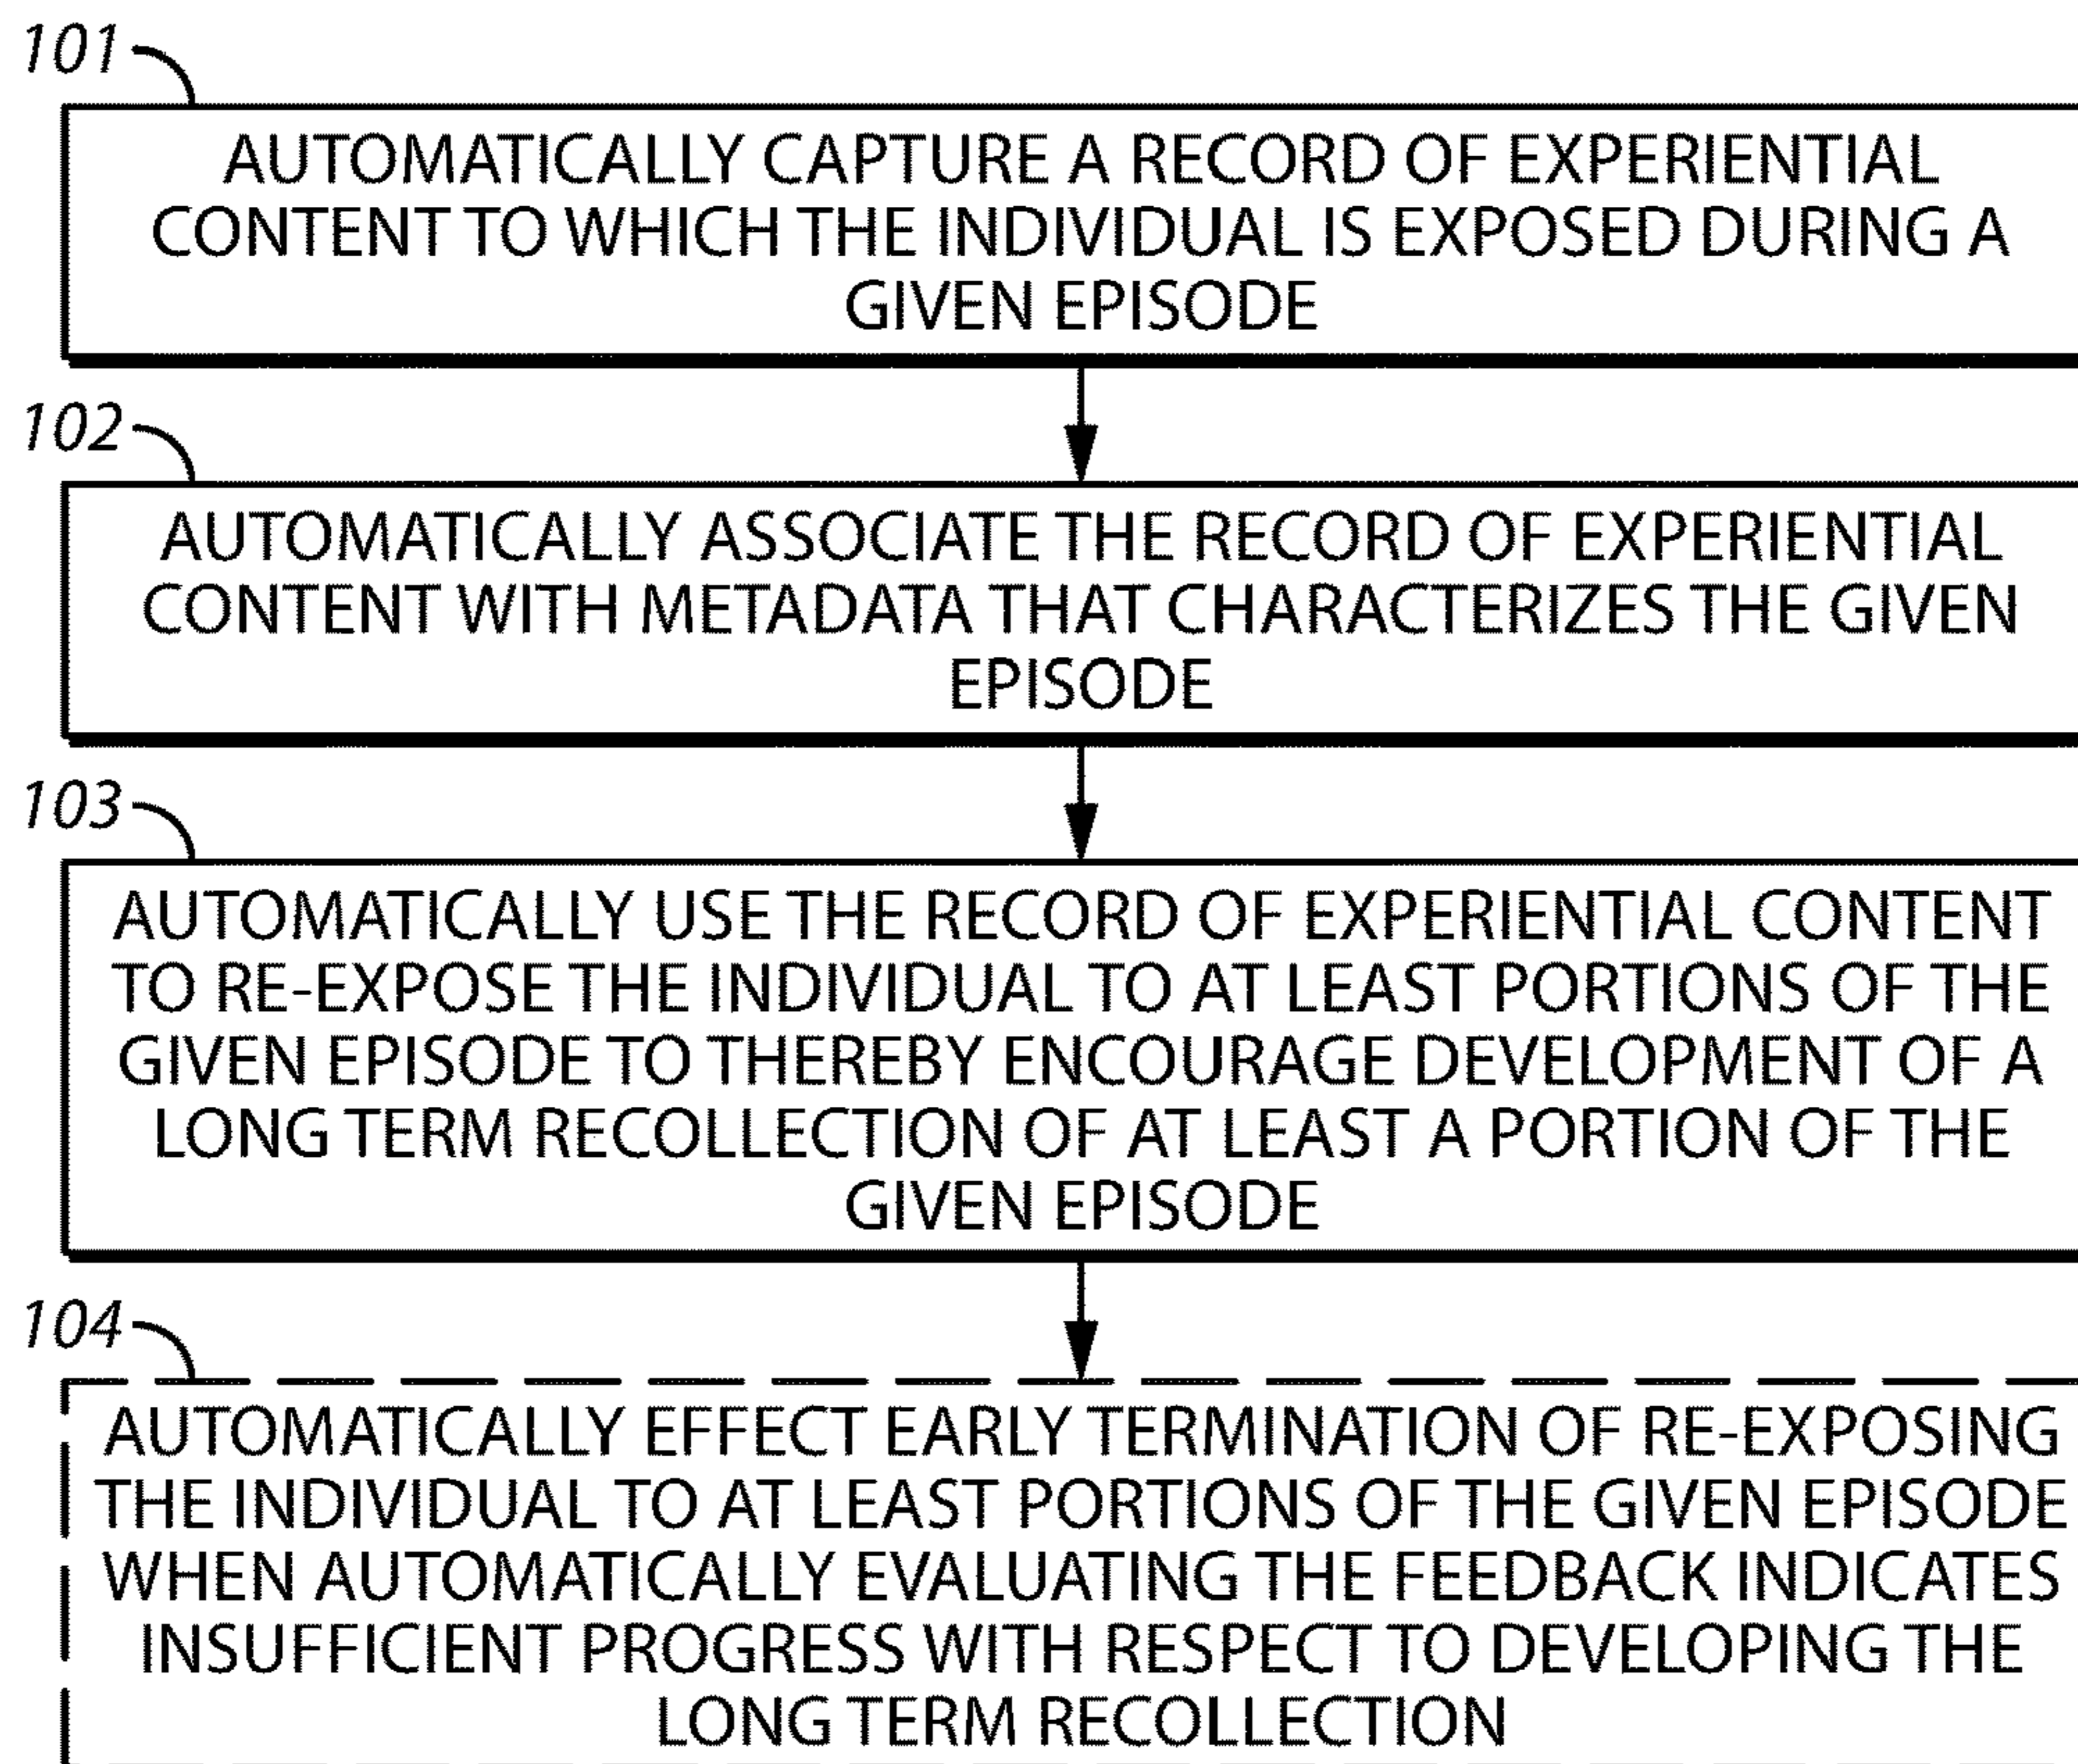 101
AUTOMATICALLY CAPTURE A RECORD OF EXPERIENTIAL
CONTENT TO WHICH THE INDIVIDUAL IS EXPOSED DURING A
GIVEN EPISODE
102
AUTOMATICALLY ASSOCIATE THE RECORD OF EXPERIENTIAL
CONTENT WITH METADATA THAT CHARACTERIZES THE GIVEN
EPISODE
103
AUTOMATICALLY USE THE RECORD OF EXPERIENTIAL CONTENT
TO RE-EXPOSE THE INDIVIDUAL TO AT LEAST PORTIONS OF THE
GIVEN EPISODE TO THEREBY ENCOURAGE DEVELOPMENT OF A
LONG TERM RECOLLECTION OF AT LEAST A PORTION OF THE
GIVEN EPISODE
104
AUTOMATICALLY EFFECT EARLY TERMINATION OF RE-EXPOSING
THE INDIVIDUAL TO AT LEAST PORTIONS OF THE GIVEN EPISODE
WHEN AUTOMATICALLY EVALUATING THE FEEDBACK INDICATES
INSUFFICIENT PROGRESS WITH RESPECT TO DEVELOPING THE
LONG TERM RECOLLECTION